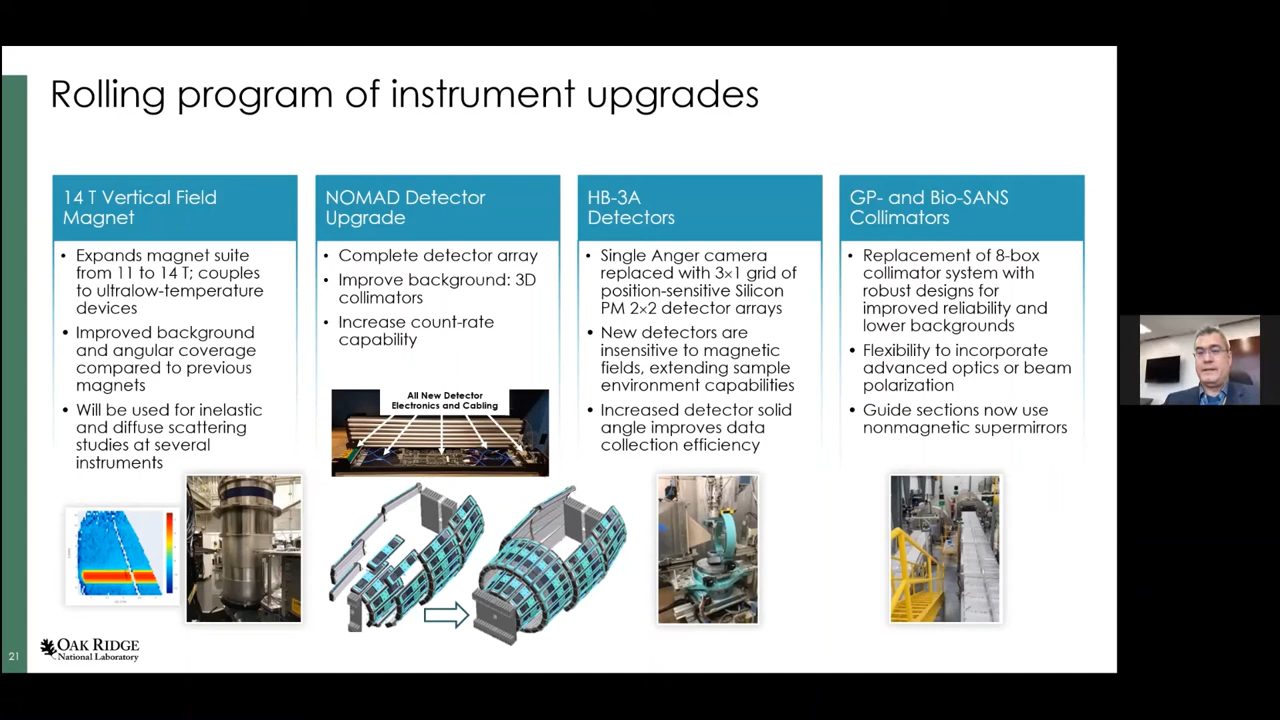 Rolling program of instrument upgrades
14 T Vertical Field
Magnet
• Expands magnet suite
from 11 to 14 T; couples
to ultralow-temperature
devices
• Improved background
and angular coverage
compared to previous
magnets
• Will be used for inelastic
and diffuse scattering
studies at several
instruments
NOMAD Detector
Upgrade
• Complete detector array
• Improve background: 3D
collimators
• Increase count-rate
capability
All New Detector
Electronics and Cabling
HB-3A
Detectors
• Single Anger camera
replaced with 3×1 grid of
position-sensitive Silicon
PM 2×2 detector arrays
• New detectors are
insensitive to magnetic
fields, extending sample
environment capabilities
• Increased detector solid
angle improves data
collection efficiency
GP- and Bio-SANS
Collimators
• Replacement of 8-box
collimator system with
robust designs for
improved reliability and
lower backgrounds
• Flexibility to incorporate
advanced optics or beam
polarization
• Guide sections now use
nonmagnetic supermirrors
21
OAK RIDGE
National Laboratory